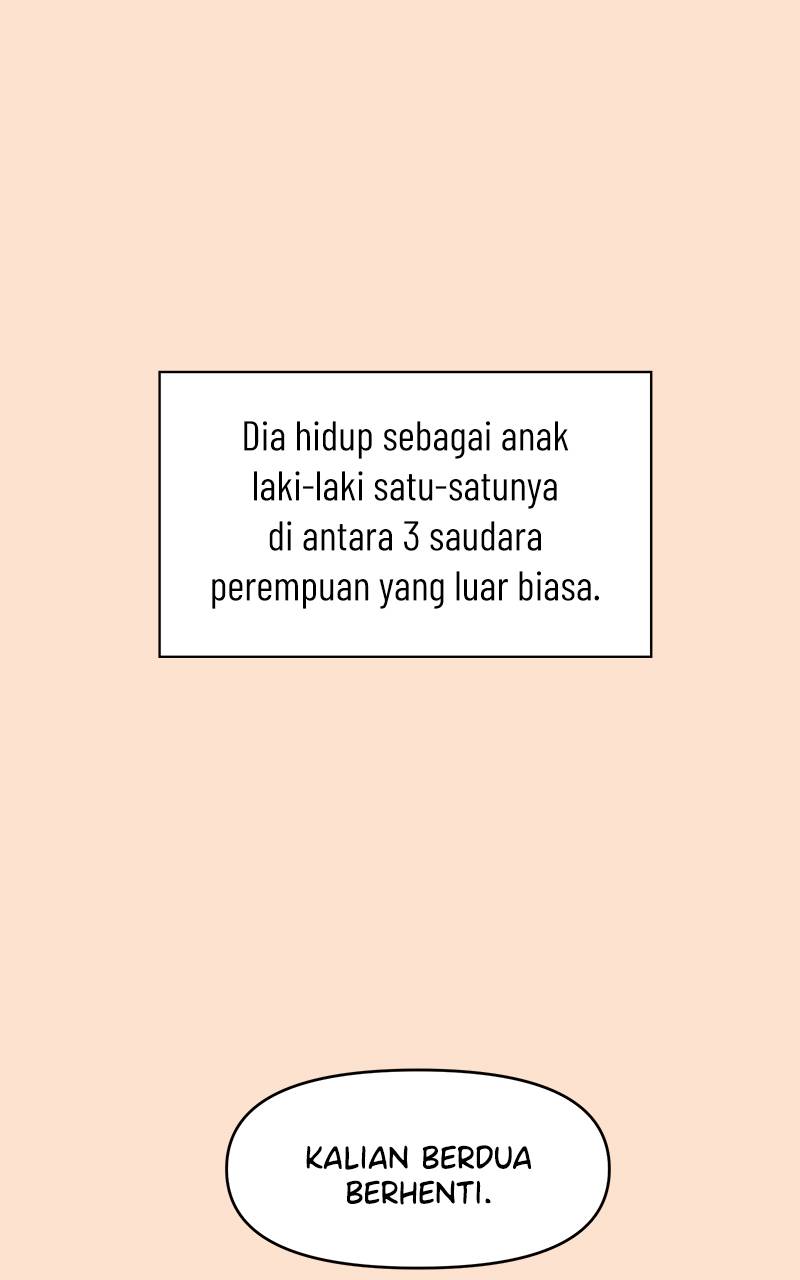 Dia hidup sebagai anak
laki-laki satu-satunya
di antara 3 saudara
perempuan yang luar biasa.
KALIAN BERDUA
BERHENTI.